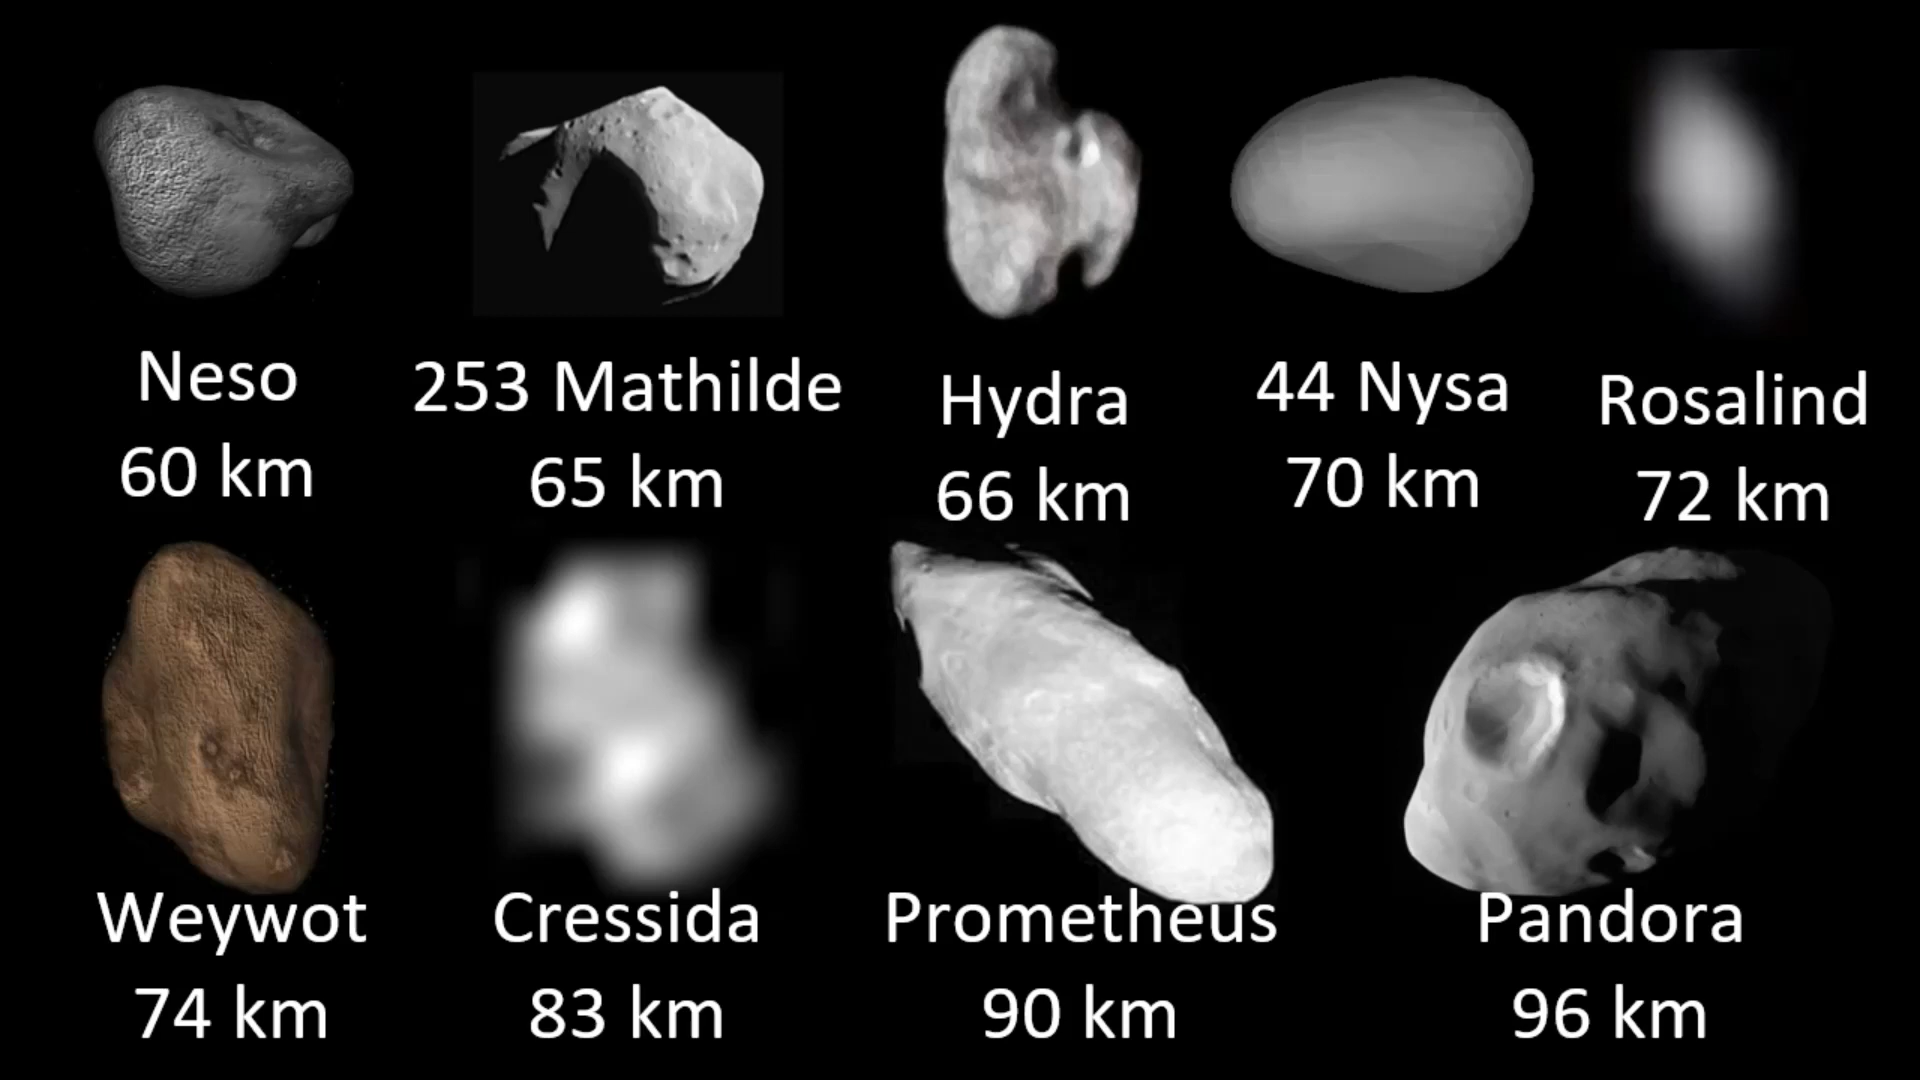 Neso
60 km
253 Mathilde
65 km
Hydra
66 km
44 Nysa
70 km
Rosalind
72 km
Weywot
74 km
Cressida
83 km
Prometheus
90 km
Pandora
96 km